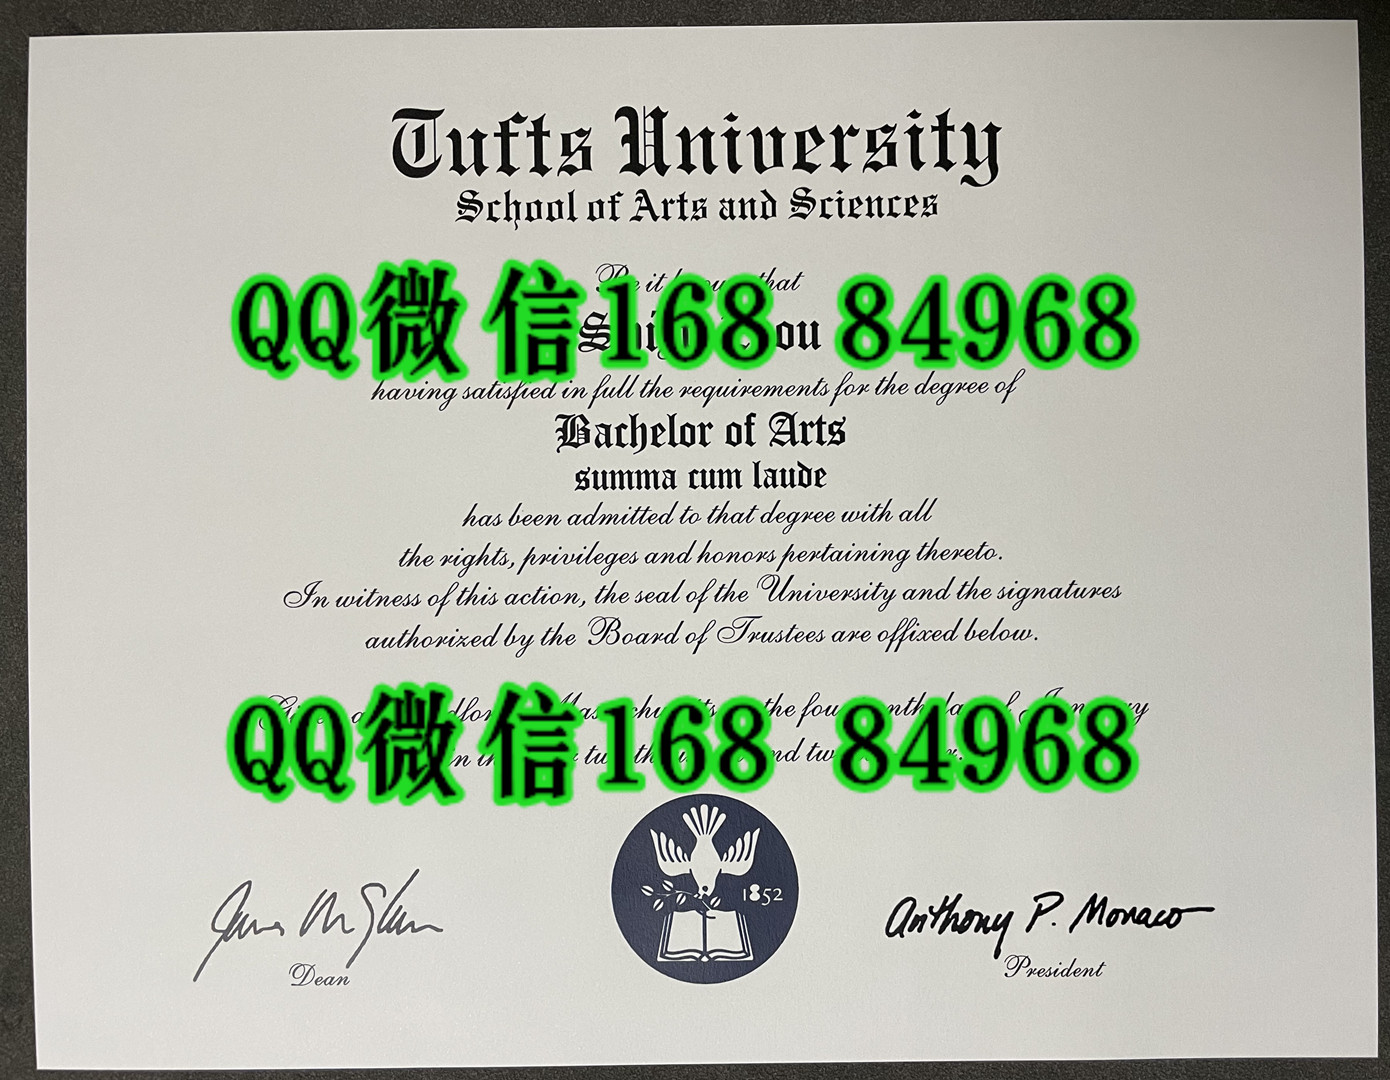 Tufts University
School of Arts and Sciences
it that
QQ微信168 84968
having satisfied in full the requirements for the degree of
Bachelor of Arts
summa cum laude
has been admitted to that degree with all
the rights, privileges and honors pertaining thereto.
In witness of this action, the seal of the University and the signatures
authorized by the Board of Trustees are affixed below.
QQ微信168 84968
1852
Anthony P. Monaco
Dean
President